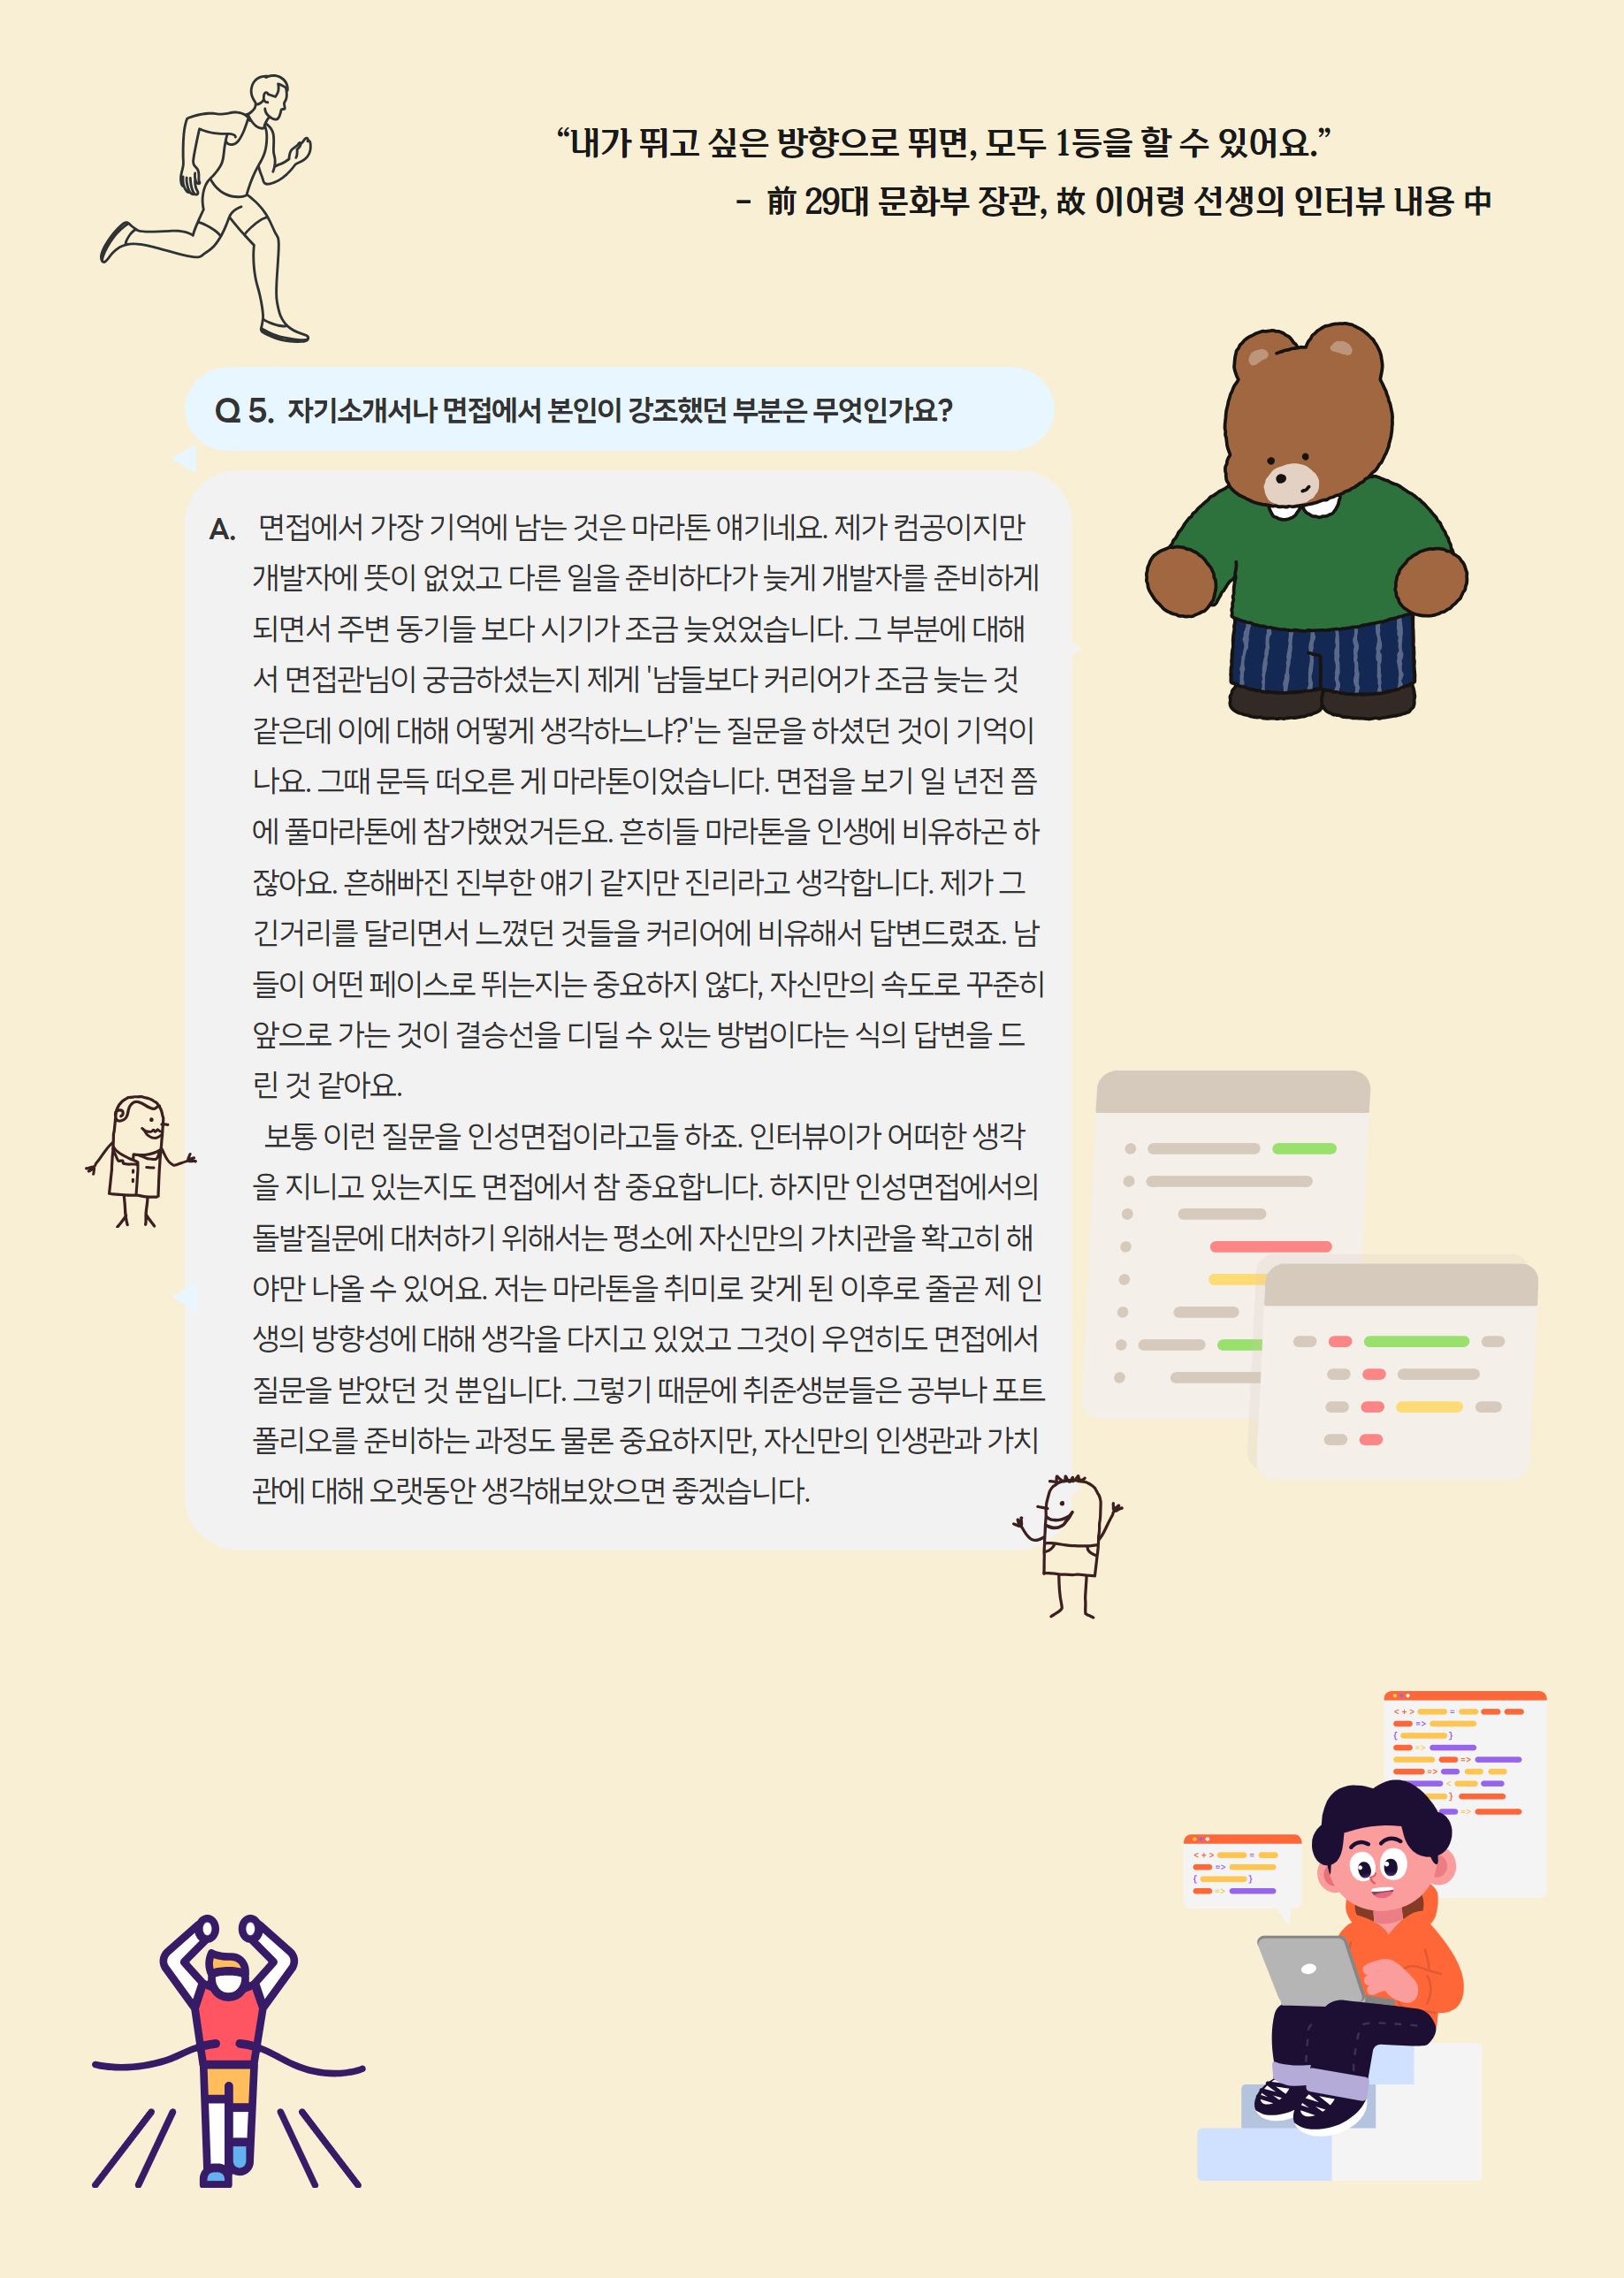 “내가 뛰고 싶은 방향으로 뛰면, 모두 1등을 할 수 있어요.”
- 前 29대 문화부 장관, 故 이어령 선생의 인터뷰 내용 中
Q 5. 자기소개서나 면접에서 본인이 강조했던 부분은 무엇인가요?
A. 면접에서 가장 기억에 남는 것은 마라톤 얘기네요. 제가 컴공이지만
개발자에 뜻이 없었고 다른 일을 준비하다가 늦게 개발자를 준비하게
되면서 주변 동기들 보다 시기가 조금 늦었었습니다. 그 부분에 대해
서 면접관님이 궁금하셨는지 제게 '남들보다 커리어가 조금 늦는 것
같은데 이에 대해 어떻게 생각하느냐?'는 질문을 하셨던 것이 기억이
나요. 그때 문득 떠오른 게 마라톤이었습니다. 면접을 보기 일 년전 쯤
에 풀마라톤에 참가했었거든요. 흔히들 마라톤을 인생에 비유하곤 하
잖아요. 흔해빠진 진부한 얘기 같지만 진리라고 생각합니다. 제가 그
긴거리를 달리면서 느꼈던 것들을 커리어에 비유해서 답변드렸죠. 남
들이 어떤 페이스로 뛰는지는 중요하지 않다, 자신만의 속도로 꾸준히
앞으로 가는 것이 결승선을 디딜 수 있는 방법이다는 식의 답변을 드
린 것 같아요.
보통 이런 질문을 인성면접이라고들 하죠. 인터뷰이가 어떠한 생각
을 지니고 있는지도 면접에서 참 중요합니다. 하지만 인성면접에서의
돌발질문에 대처하기 위해서는 평소에 자신만의 가치관을 확고히 해
야만 나올 수 있어요. 저는 마라톤을 취미로 갖게 된 이후로 줄곧 제 인
생의 방향성에 대해 생각을 다지고 있었고 그것이 우연히도 면접에서
질문을 받았던 것 뿐입니다. 그렇기 때문에 취준생분들은 공부나 포트
폴리오를 준비하는 과정도 물론 중요하지만, 자신만의 인생관과 가치
관에 대해 오랫동안 생각해보았으면 좋겠습니다.